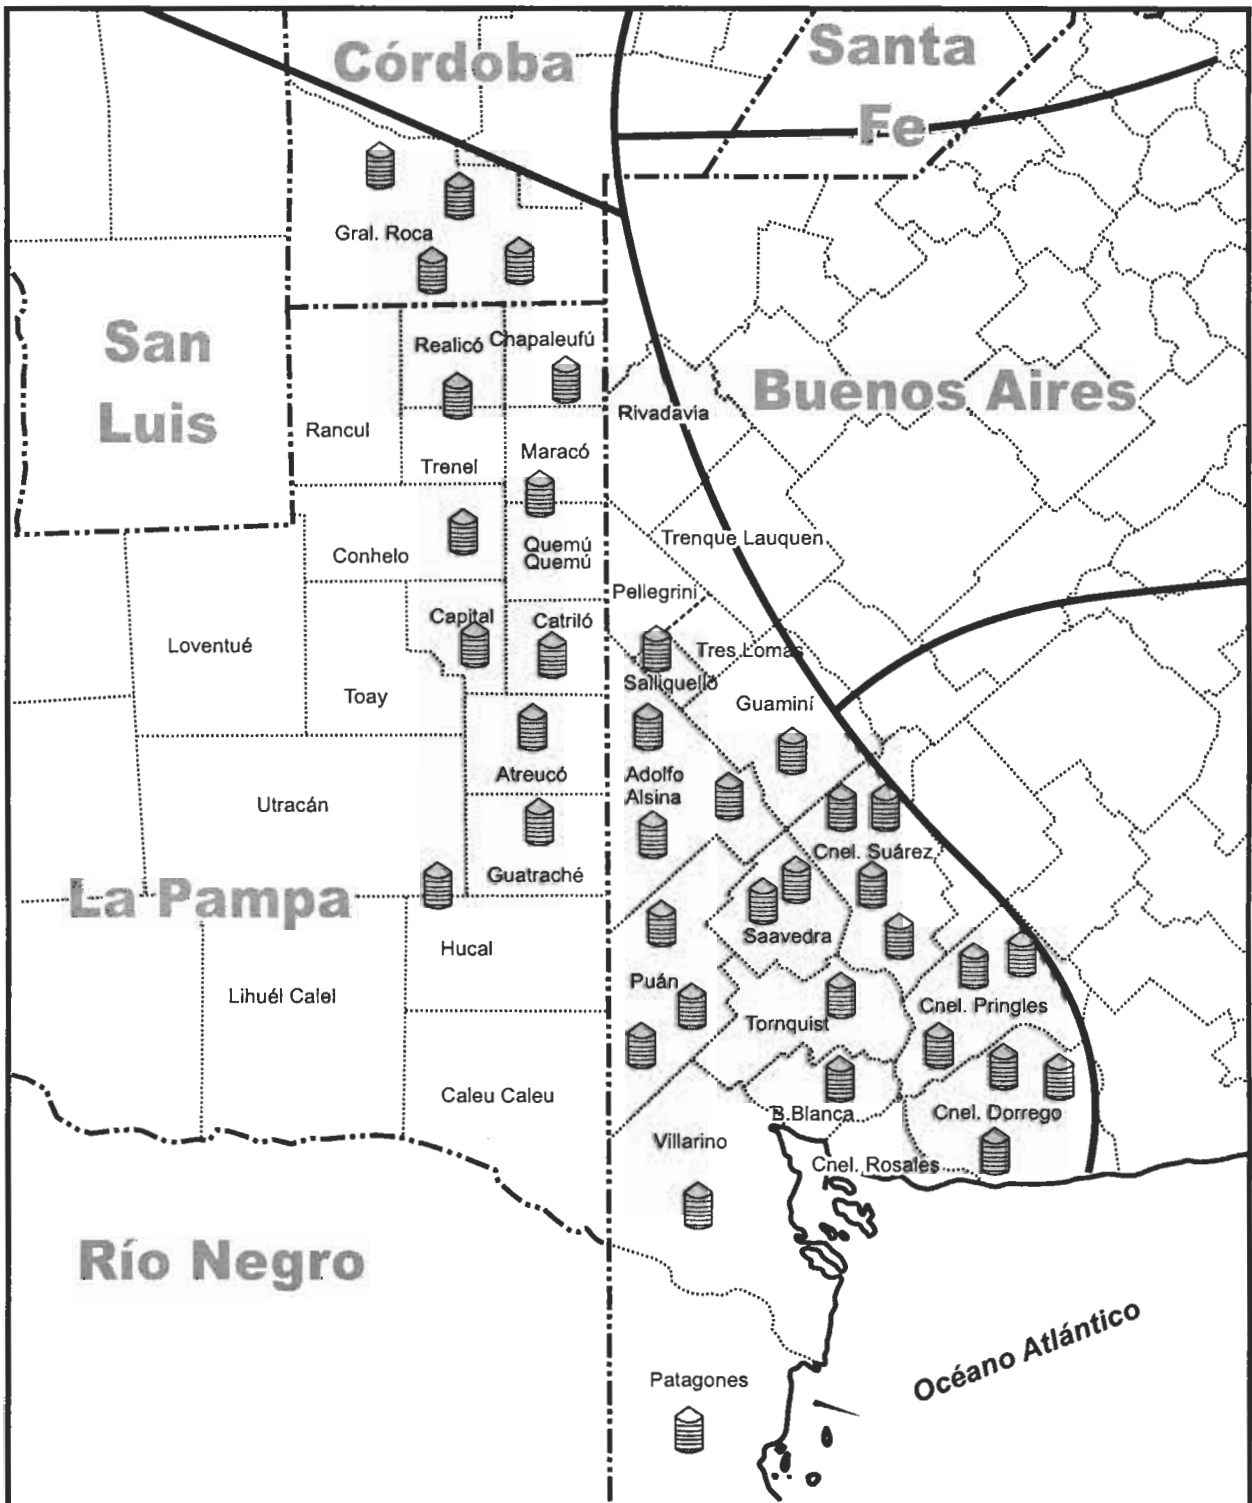 Córdoba
Santa
Fe
Gral. Roca
San
Luis
Realicó
Chapaleufú
Buenos Aires
Rivadavia
Rancul
Trenel
Maracó
Conhelo
Quemú
Quemú
Trenque Lauquen
Pellegrini
Capital
Catriló
Loventué
Tres Lomas
Salliquelló
Toay
Guaminí
Atreucó
Adolfo
Alsina
Utracán
Cnel. Suárez
Guatraché
La Pampa
Saavedra
Hucal
Puán
Lihuél Calel
Cnel. Pringles
Tornquist
Caleu Caleu
B.Blanca
Cnel. Dorrego
Villarino
Cnel. Rosales
Río Negro
Océano Atlántico
Patagones